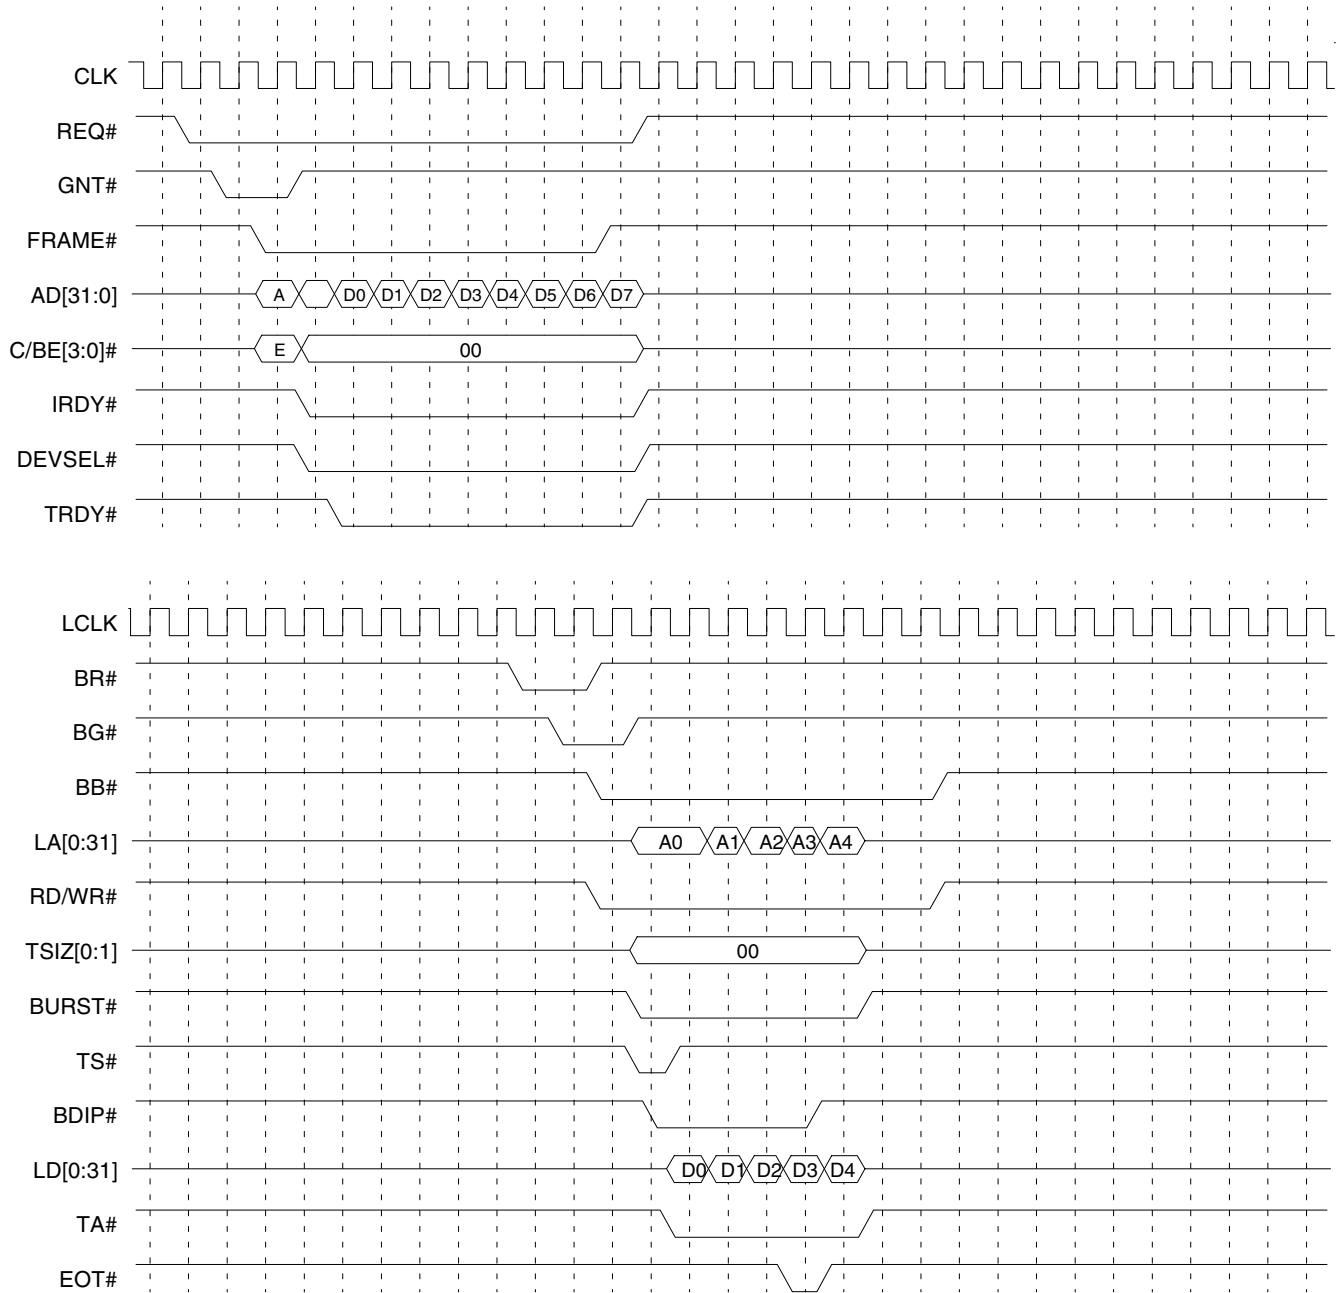 CLK
REQ#
GNT#
FRAME#
AD[31:0] A D0 D1 D2 D3 D4 D5 D6 D7
C/BE[3:0]# E 00
IRDY#
DEVSEL#
TRDY#
LCLK
BR#
BG#
BB#
LA[0:31] A0 A1 A2 A3 A4
RD/WR#
TSIZ[0:1] 00
BURST#
TS#
BDIP#
LD[0:31] D0 D1 D2 D3 D4
TA#
EOT#